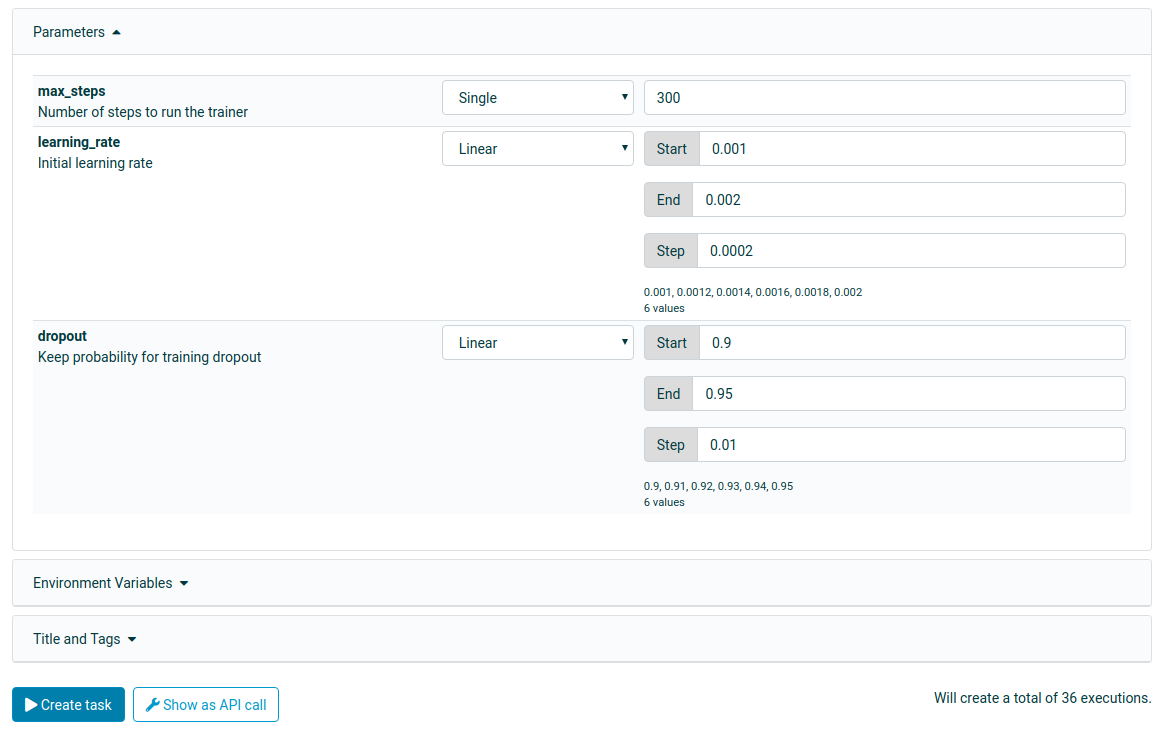 Parameters
max_steps
Number of steps to run the trainer
Single
300
learning_rate
Initial learning rate
Linear
Start 0.001
End 0.002
Step 0.0002
0.001, 0.0012, 0.0014, 0.0016, 0.0018, 0.002
6 values
dropout
Keep probability for training dropout
Linear
Start 0.9
End 0.95
Step 0.01
0.9, 0.91, 0.92, 0.93, 0.94, 0.95
6 values
Environment Variables
Title and Tags
Create task
Show as API call
Will create a total of 36 executions.